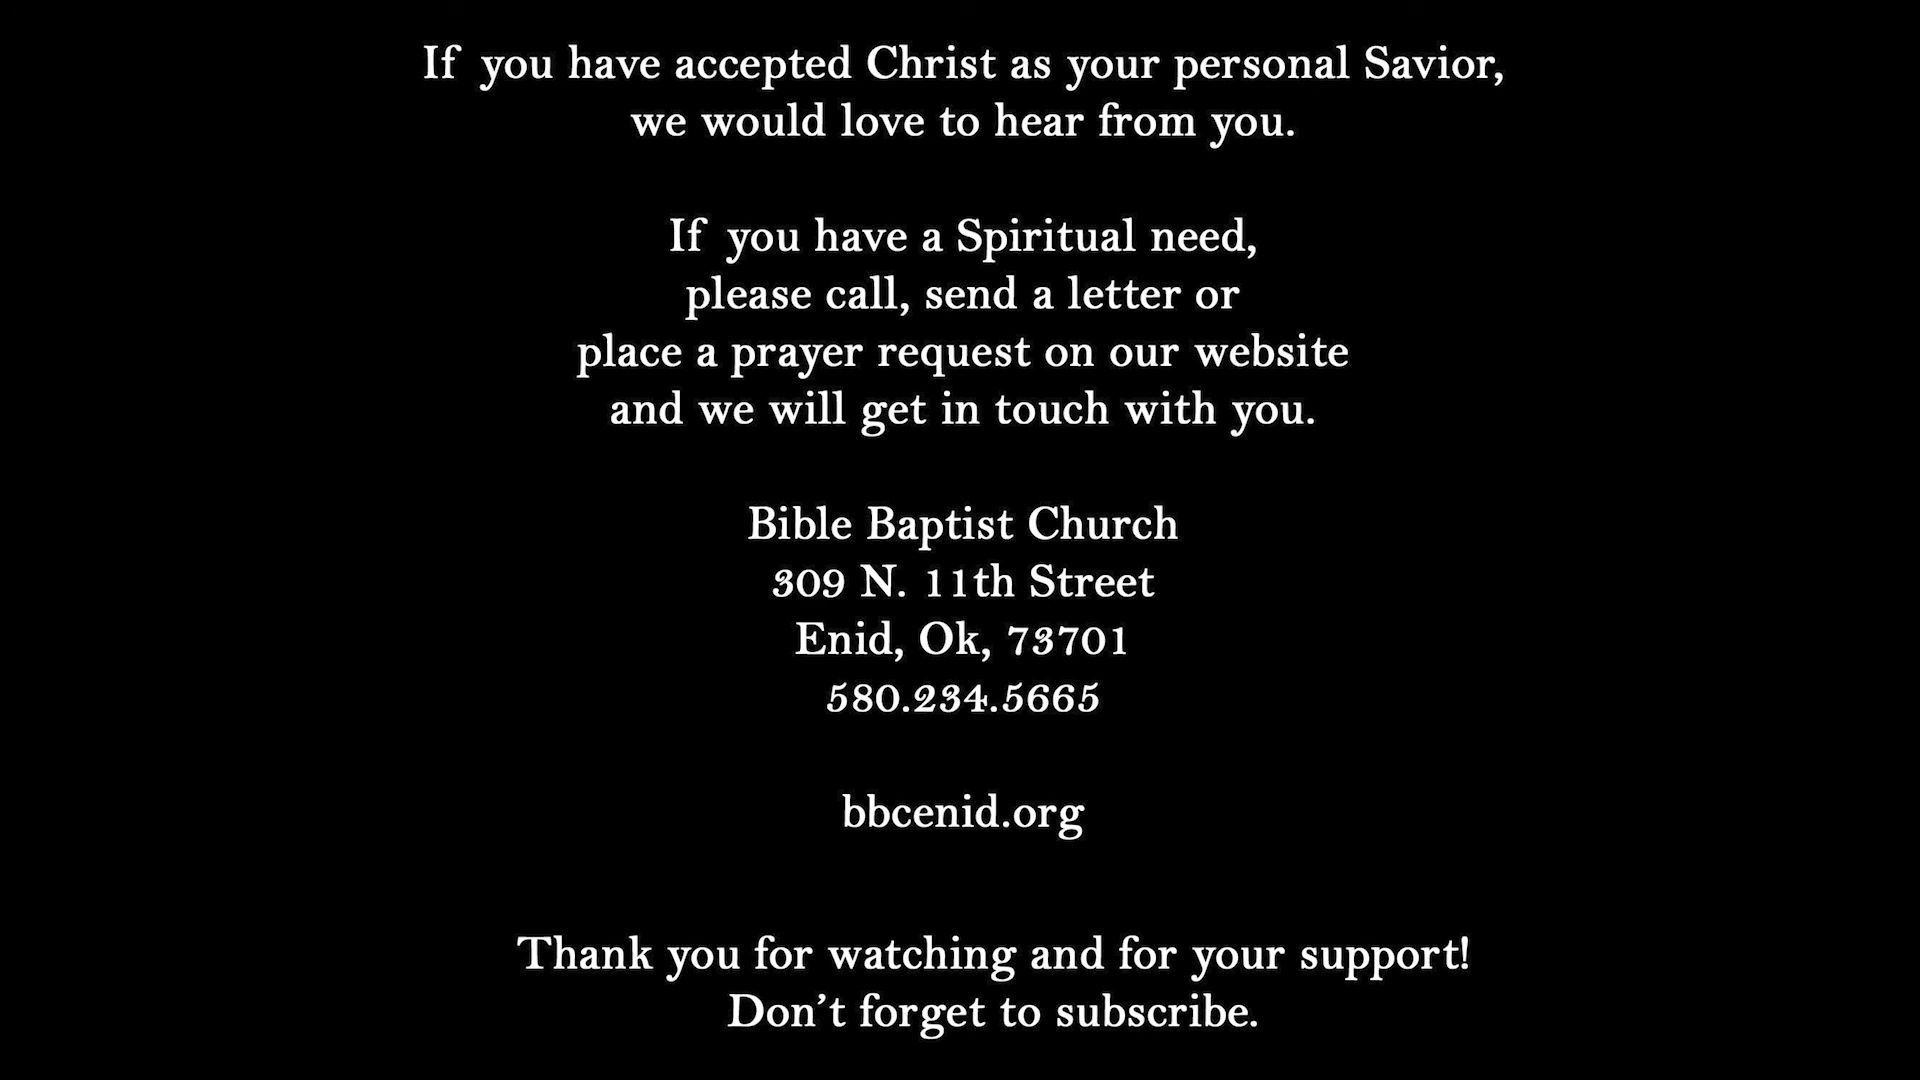 If you have accepted Christ as your personal Savior,
we would love to hear from you.
If you have a Spiritual need,
please call, send a letter or
place a prayer request on our website
and we will get in touch with you.
Bible Baptist Church
309 N. 11th Street
Enid, Ok, 73701
580.234.5665
bbcenid.org
Thank you for watching and for your support!
Don’t forget to subscribe.